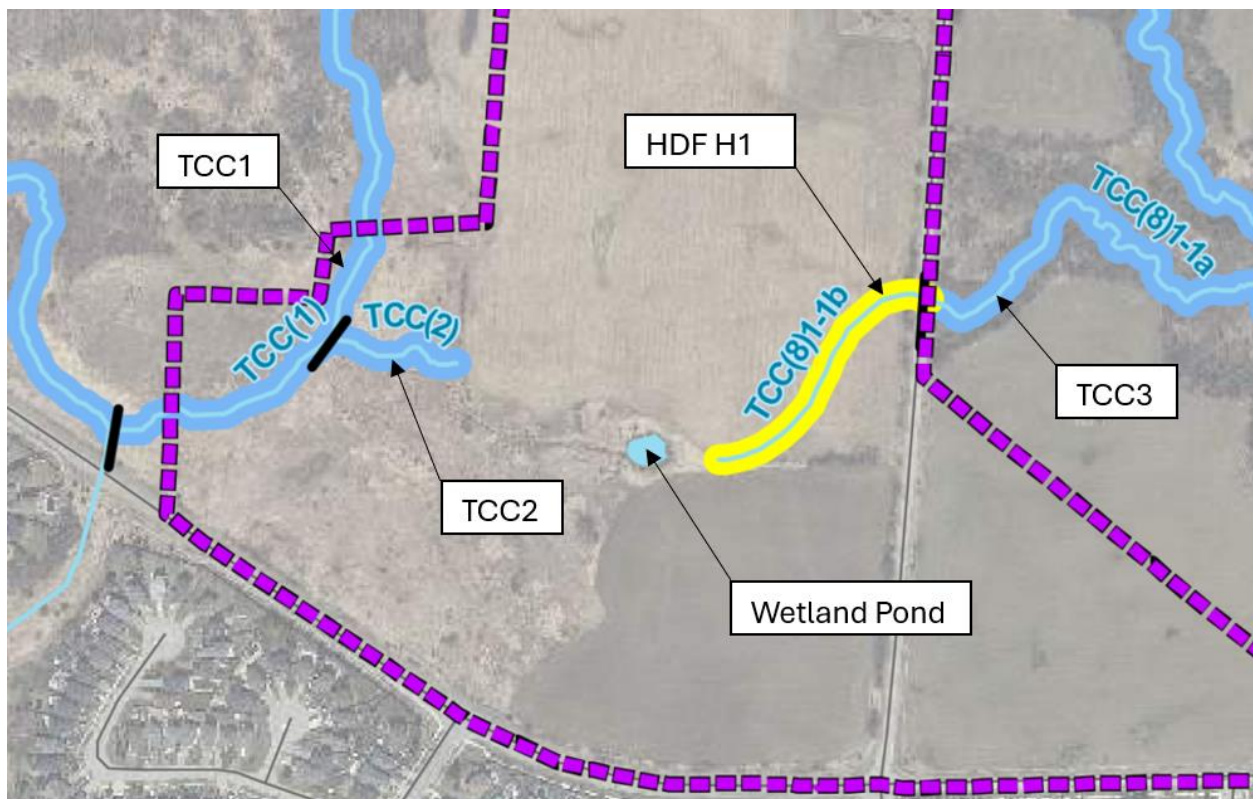 HDF H1
TCC1
TCC(8)1-1a
TCC(1)
TCC(2)
TCC(8)1-1b
TCC3
TCC2
Wetland Pond